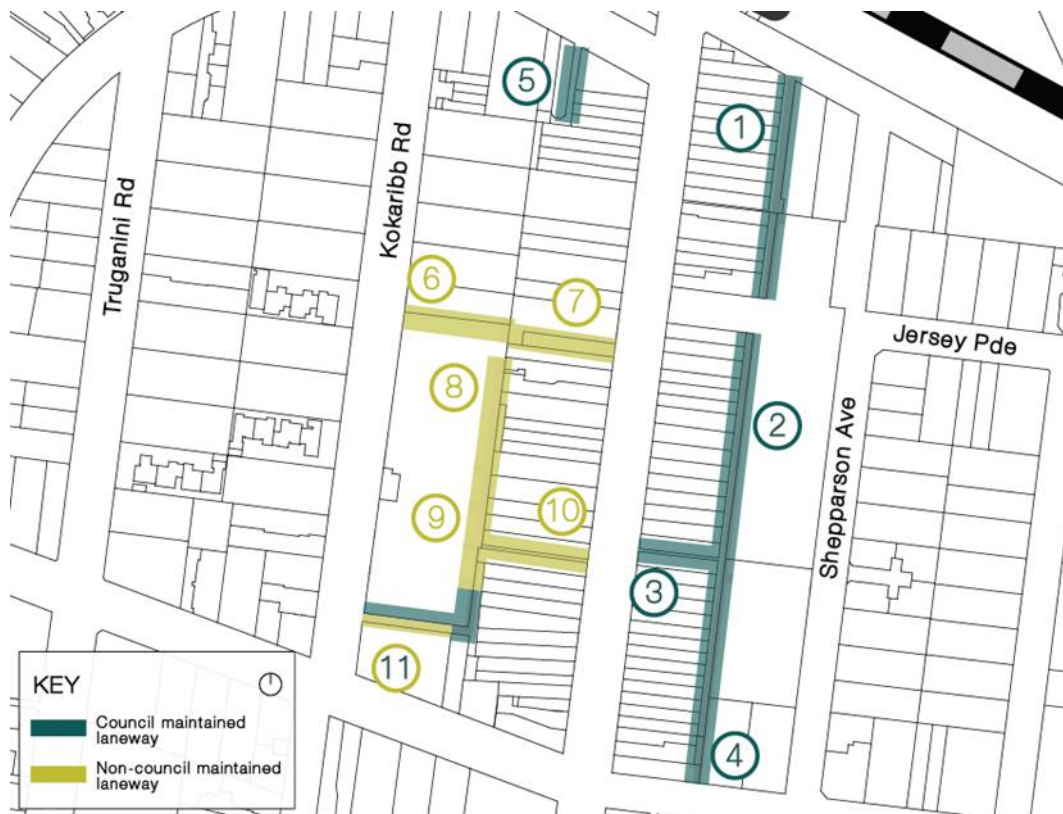 5
1
Kokaribb Rd
Truganini Rd
6
7
Jersey Pde
8
2
Shepparson Ave
9
10
3
11
4
KEY
Council maintained
laneway
Non-council maintained
laneway